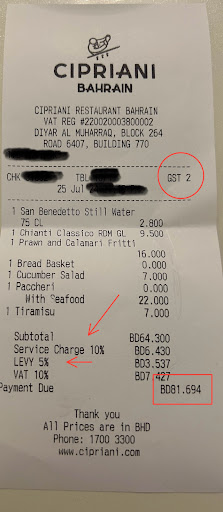 CIPRIANI
BAHRAIN
CIPRIANI RESTAURANT BAHRAIN
VAT REG #220020003800002
DIYAR AL MUHARRAQ, BLOCK 264
ROAD 6407, BUILDING 770
CHK TBL GST 2
25 Jul
1 San Benedetto Still Water
75 CL 2.800
1 Chianti Classico RDM GL 9.500
1 Prawn and Calamari Fritti
16.000
1 Bread Basket 0.000
1 Cucumber Salad 7.000
1 Paccheri 0.000
With Seafood 22.000
1 Tiramisu 7.000
Subtotal BD64.300
Service Charge 10% BD6.430
LEVY 5% BD3.537
VAT 10% BD7.427
Payment Due BD81.694
Thank you
All Prices are in BHD
Phone: 1700 3300
www.cipriani.com